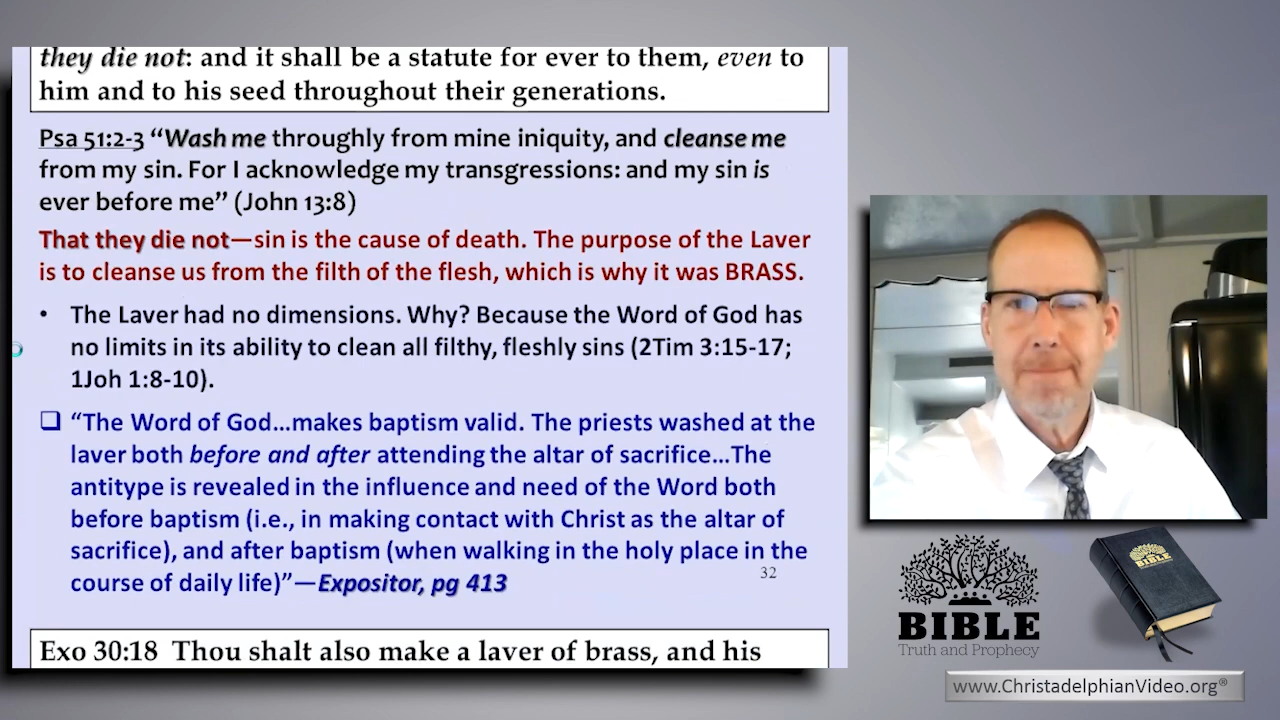 they die not: and it shall be a statute for ever to them, even to
him and to his seed throughout their generations.
Psa 51:2-3 “Wash me throughly from mine iniquity, and cleanse me
from my sin. For I acknowledge my transgressions: and my sin is
ever before me” (John 13:8)
That they die not—sin is the cause of death. The purpose of the Laver
is to cleanse us from the filth of the flesh, which is why it was BRASS.
• The Laver had no dimensions. Why? Because the Word of God has
no limits in its ability to clean all filthy, fleshly sins (2Tim 3:15-17;
1Joh 1:8-10).
❑ “The Word of God…makes baptism valid. The priests washed at the
laver both before and after attending the altar of sacrifice…The
antitype is revealed in the influence and need of the Word both
before baptism (i.e., in making contact with Christ as the altar of
sacrifice), and after baptism (when walking in the holy place in the
course of daily life)”—Expositor, pg 413
32
Exo 30:18 Thou shalt also make a laver of brass, and his
BIBLE
Truth and Prophecy
BIBLE
www.ChristadelphianVideo.org®